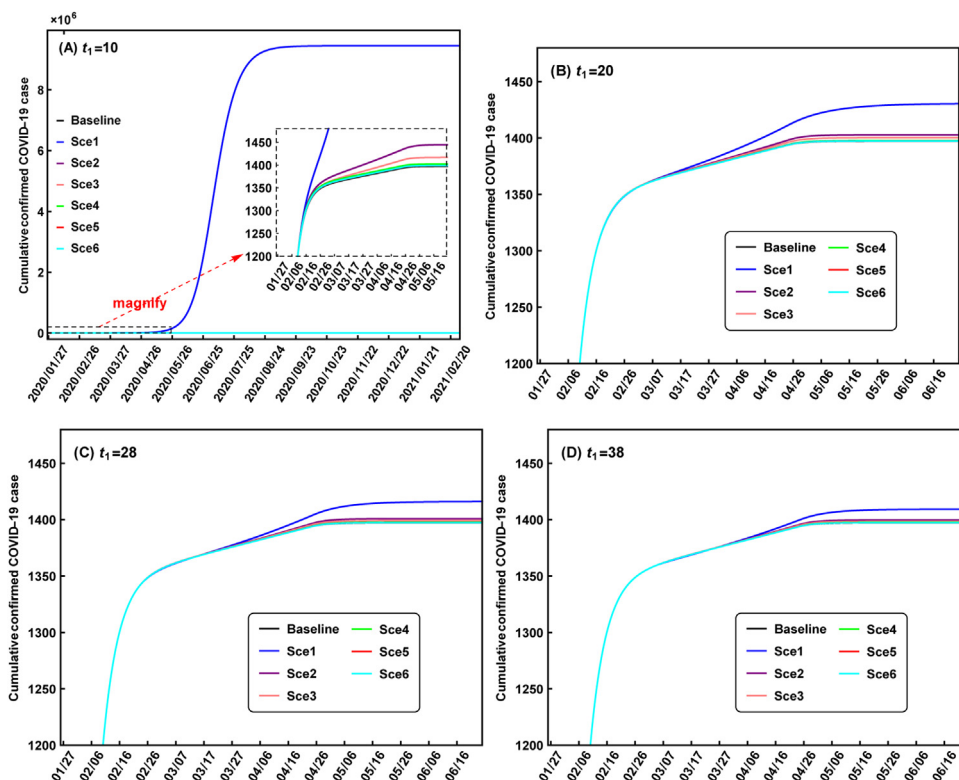 ×10⁶
(A) t₁=10
Cumulative confirmed COVID–19 case
8
6
4
2
0
Baseline
Sce1
Sce2
Sce3
Sce4
Sce5
Sce6
magnify
1450
1400
1350
1300
1250
1200
01/27
02/06
02/16
02/26
03/07
03/17
03/27
04/06
04/16
04/26
05/06
05/16
2020/01/27
2020/02/26
2020/03/27
2020/04/26
2020/05/26
2020/06/25
2020/07/25
2020/08/24
2020/09/23
2020/10/23
2020/11/22
2020/12/22
2021/01/21
2021/02/20
(B) t₁=20
Cumulative confirmed COVID–19 case
1450
1400
1350
1300
1250
1200
Baseline
Sce1
Sce2
Sce3
Sce4
Sce5
Sce6
01/27
02/06
02/16
02/26
03/07
03/17
03/27
04/06
04/16
04/26
05/06
05/16
05/26
06/06
06/16
(C) t₁=28
Cumulative confirmed COVID–19 case
1450
1400
1350
1300
1250
1200
Baseline
Sce1
Sce2
Sce3
Sce4
Sce5
Sce6
01/27
02/06
02/16
02/26
03/07
03/17
03/27
04/06
04/16
04/26
05/06
05/16
05/26
06/06
06/16
(D) t₁=38
Cumulative confirmed COVID–19 case
1450
1400
1350
1300
1250
1200
Baseline
Sce1
Sce2
Sce3
Sce4
Sce5
Sce6
01/27
02/06
02/16
02/26
03/07
03/17
03/27
04/06
04/16
04/26
05/06
05/16
05/26
06/06
06/16